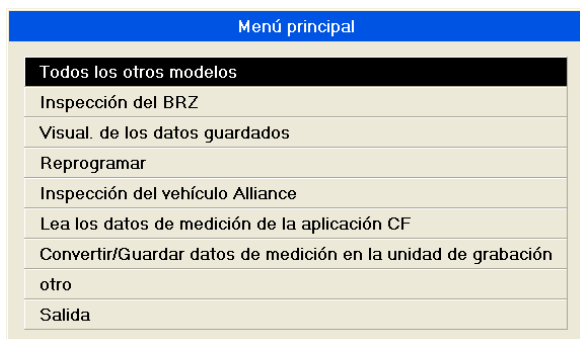 Menú principal
Todos los otros modelos
Inspección del BRZ
Visual. de los datos guardados
Reprogramar
Inspección del vehículo Alliance
Lea los datos de medición de la aplicación CF
Convertir/Guardar datos de medición en la unidad de grabación
otro
Salida